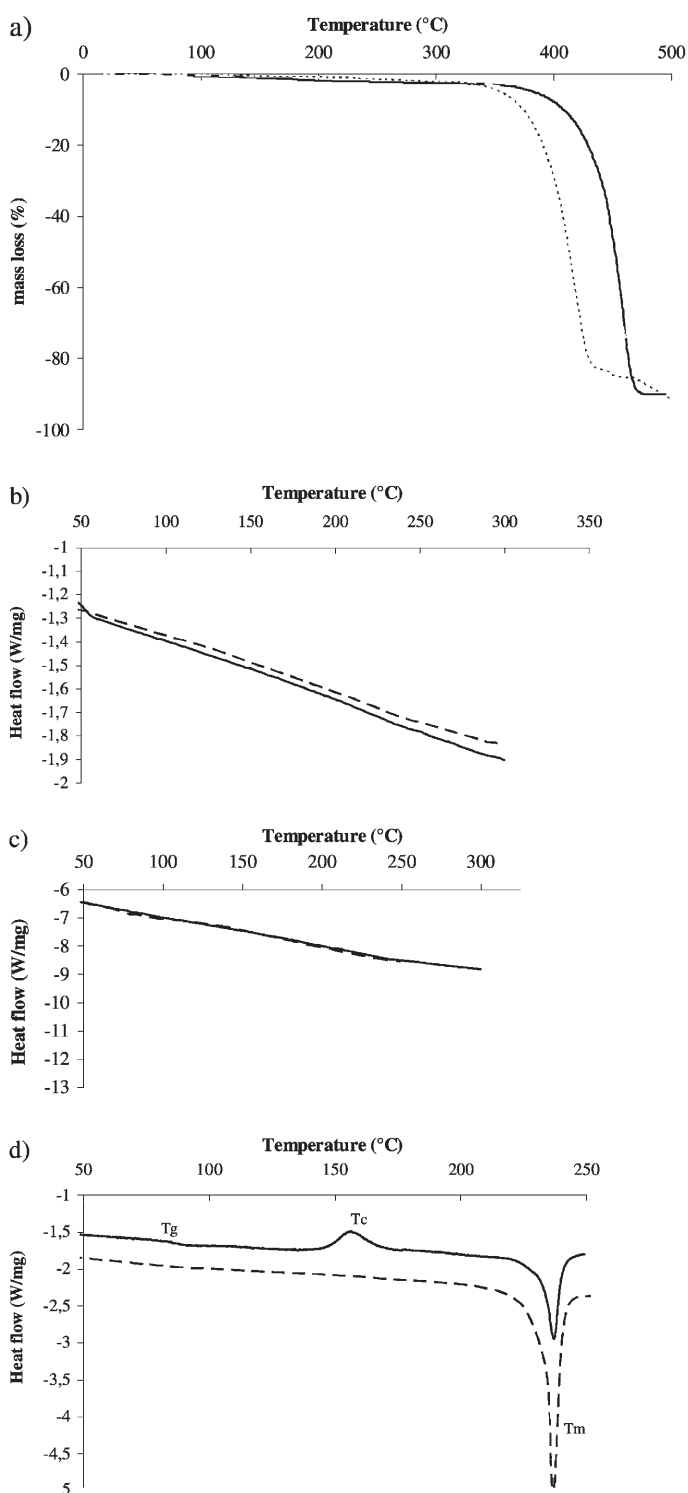 a)
Temperature (°C)
0 100 200 300 400 500
0
-20
-40
-60
-80
-100
mass loss (%)
b)
Temperature (°C)
50 100 150 200 250 300 350
-1
-1,1
-1,2
-1,3
-1,4
-1,5
-1,6
-1,7
-1,8
-1,9
-2
Heat flow (W/mg)
c)
Temperature (°C)
50 100 150 200 250 300
-6
-7
-8
-9
-10
-11
-12
-13
Heat flow (W/mg)
d)
Temperature (°C)
50 100 150 200 250
-1
-1,5
-2
-2,5
-3
-3,5
-4
-4,5
5
Heat flow (W/mg)
Tg
Tc
Tm